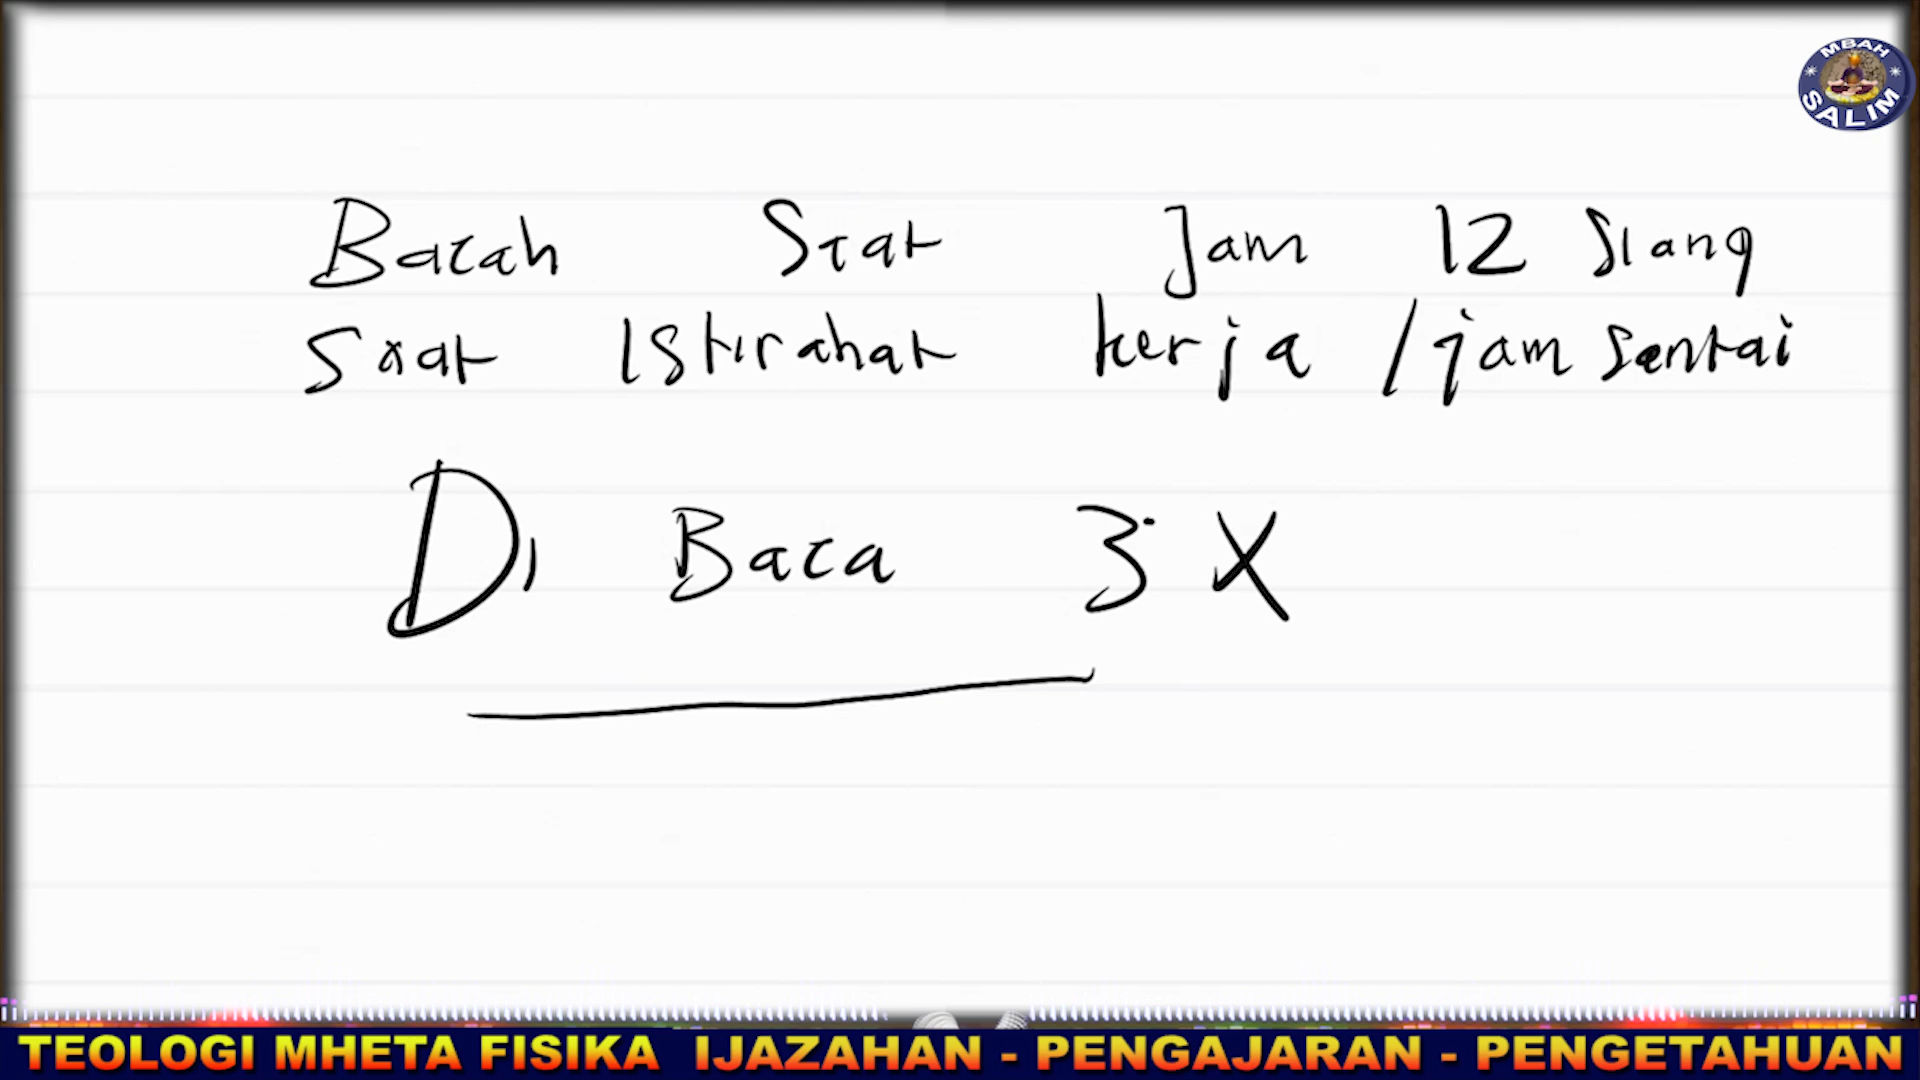 MBAH SALIM
Bacah Saat Jam 12 Siang
Saat Istirahat kerja / jam Santai
Di Baca 3 X
TEOLOGI MHETA FISIKA IJAZAHAN - PENGAJARAN - PENGETAHUAN